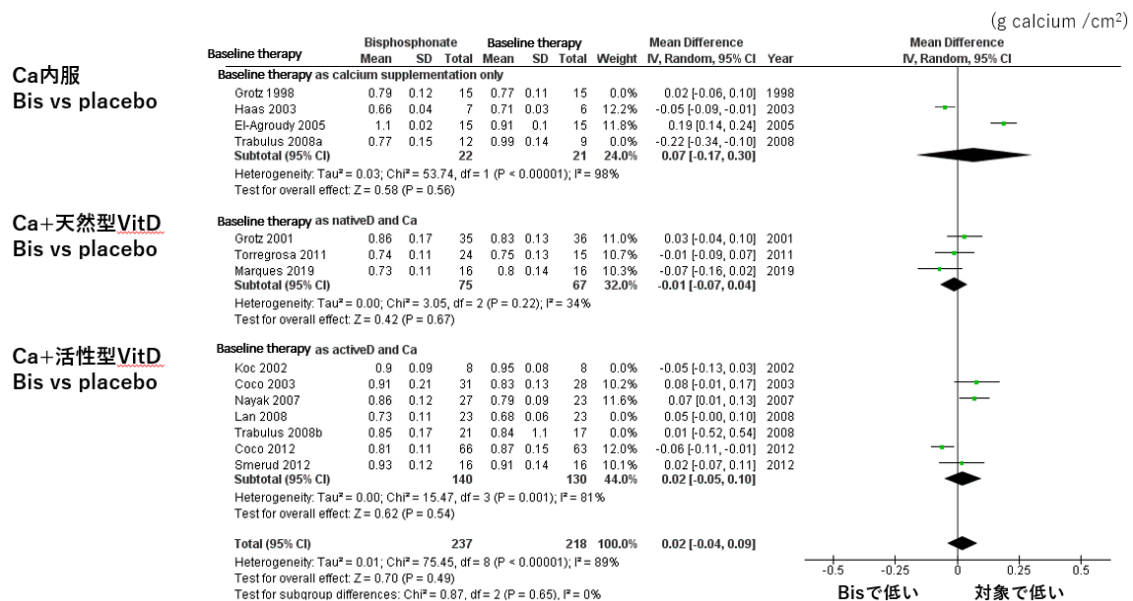 (g calcium /cm²)
Bisphosphonate Baseline therapy Mean Difference Mean Difference
Baseline therapy Mean SD Total Mean SD Total Weight IV, Random, 95% CI Year IV, Random, 95% CI
Ca内服
Bis vs placebo
Baseline therapy as calcium supplementation only
Grotz 1998 0.79 0.12 15 0.77 0.11 15 0.0% 0.02 [-0.06, 0.10] 1998
Haas 2003 0.66 0.04 7 0.71 0.03 6 12.2% -0.05 [-0.09, -0.01] 2003
El-Agroudy 2005 1.1 0.02 15 0.91 0.1 15 11.8% 0.19 [0.14, 0.24] 2005
Trabulus 2008a 0.77 0.15 12 0.99 0.14 9 0.0% -0.22 [-0.34, -0.10] 2008
Subtotal (95% CI) 22 21 24.0% 0.07 [-0.17, 0.30]
Heterogeneity: Tau² = 0.03; Chi² = 53.74, df = 1 (P < 0.00001); I² = 98%
Test for overall effect: Z = 0.58 (P = 0.56)
Ca+天然型VitD
Bis vs placebo
Baseline therapy as nativeD and Ca
Grotz 2001 0.86 0.17 35 0.83 0.13 36 11.0% 0.03 [-0.04, 0.10] 2001
Torregrosa 2011 0.74 0.11 24 0.75 0.13 15 10.7% -0.01 [-0.09, 0.07] 2011
Marques 2019 0.73 0.11 16 0.8 0.14 16 10.3% -0.07 [-0.16, 0.02] 2019
Subtotal (95% CI) 75 67 32.0% -0.01 [-0.07, 0.04]
Heterogeneity: Tau² = 0.00; Chi² = 3.05, df = 2 (P = 0.22); I² = 34%
Test for overall effect: Z = 0.42 (P = 0.67)
Ca+活性型VitD
Bis vs placebo
Baseline therapy as activeD and Ca
Koc 2002 0.9 0.09 8 0.95 0.08 8 0.0% -0.05 [-0.13, 0.03] 2002
Coco 2003 0.91 0.21 31 0.83 0.13 28 10.2% 0.08 [-0.01, 0.17] 2003
Nayak 2007 0.86 0.12 27 0.79 0.09 23 11.6% 0.07 [0.01, 0.13] 2007
Lan 2008 0.73 0.11 23 0.68 0.06 23 0.0% 0.05 [-0.00, 0.10] 2008
Trabulus 2008b 0.85 0.17 21 0.84 1.1 17 0.0% 0.01 [-0.52, 0.54] 2008
Coco 2012 0.81 0.11 66 0.87 0.15 63 12.0% -0.06 [-0.11, -0.01] 2012
Smerud 2012 0.93 0.12 16 0.91 0.14 16 10.1% 0.02 [-0.07, 0.11] 2012
Subtotal (95% CI) 140 130 44.0% 0.02 [-0.05, 0.10]
Heterogeneity: Tau² = 0.00; Chi² = 15.47, df = 3 (P = 0.001); I² = 81%
Test for overall effect: Z = 0.62 (P = 0.54)
Total (95% CI) 237 218 100.0% 0.02 [-0.04, 0.09]
Heterogeneity: Tau² = 0.01; Chi² = 75.45, df = 8 (P < 0.00001); I² = 89%
Test for overall effect: Z = 0.70 (P = 0.49)
Test for subgroup differences: Chi² = 0.87, df = 2 (P = 0.65), I² = 0%
-0.5 -0.25 0 0.25 0.5
Bisで低い 対象で低い